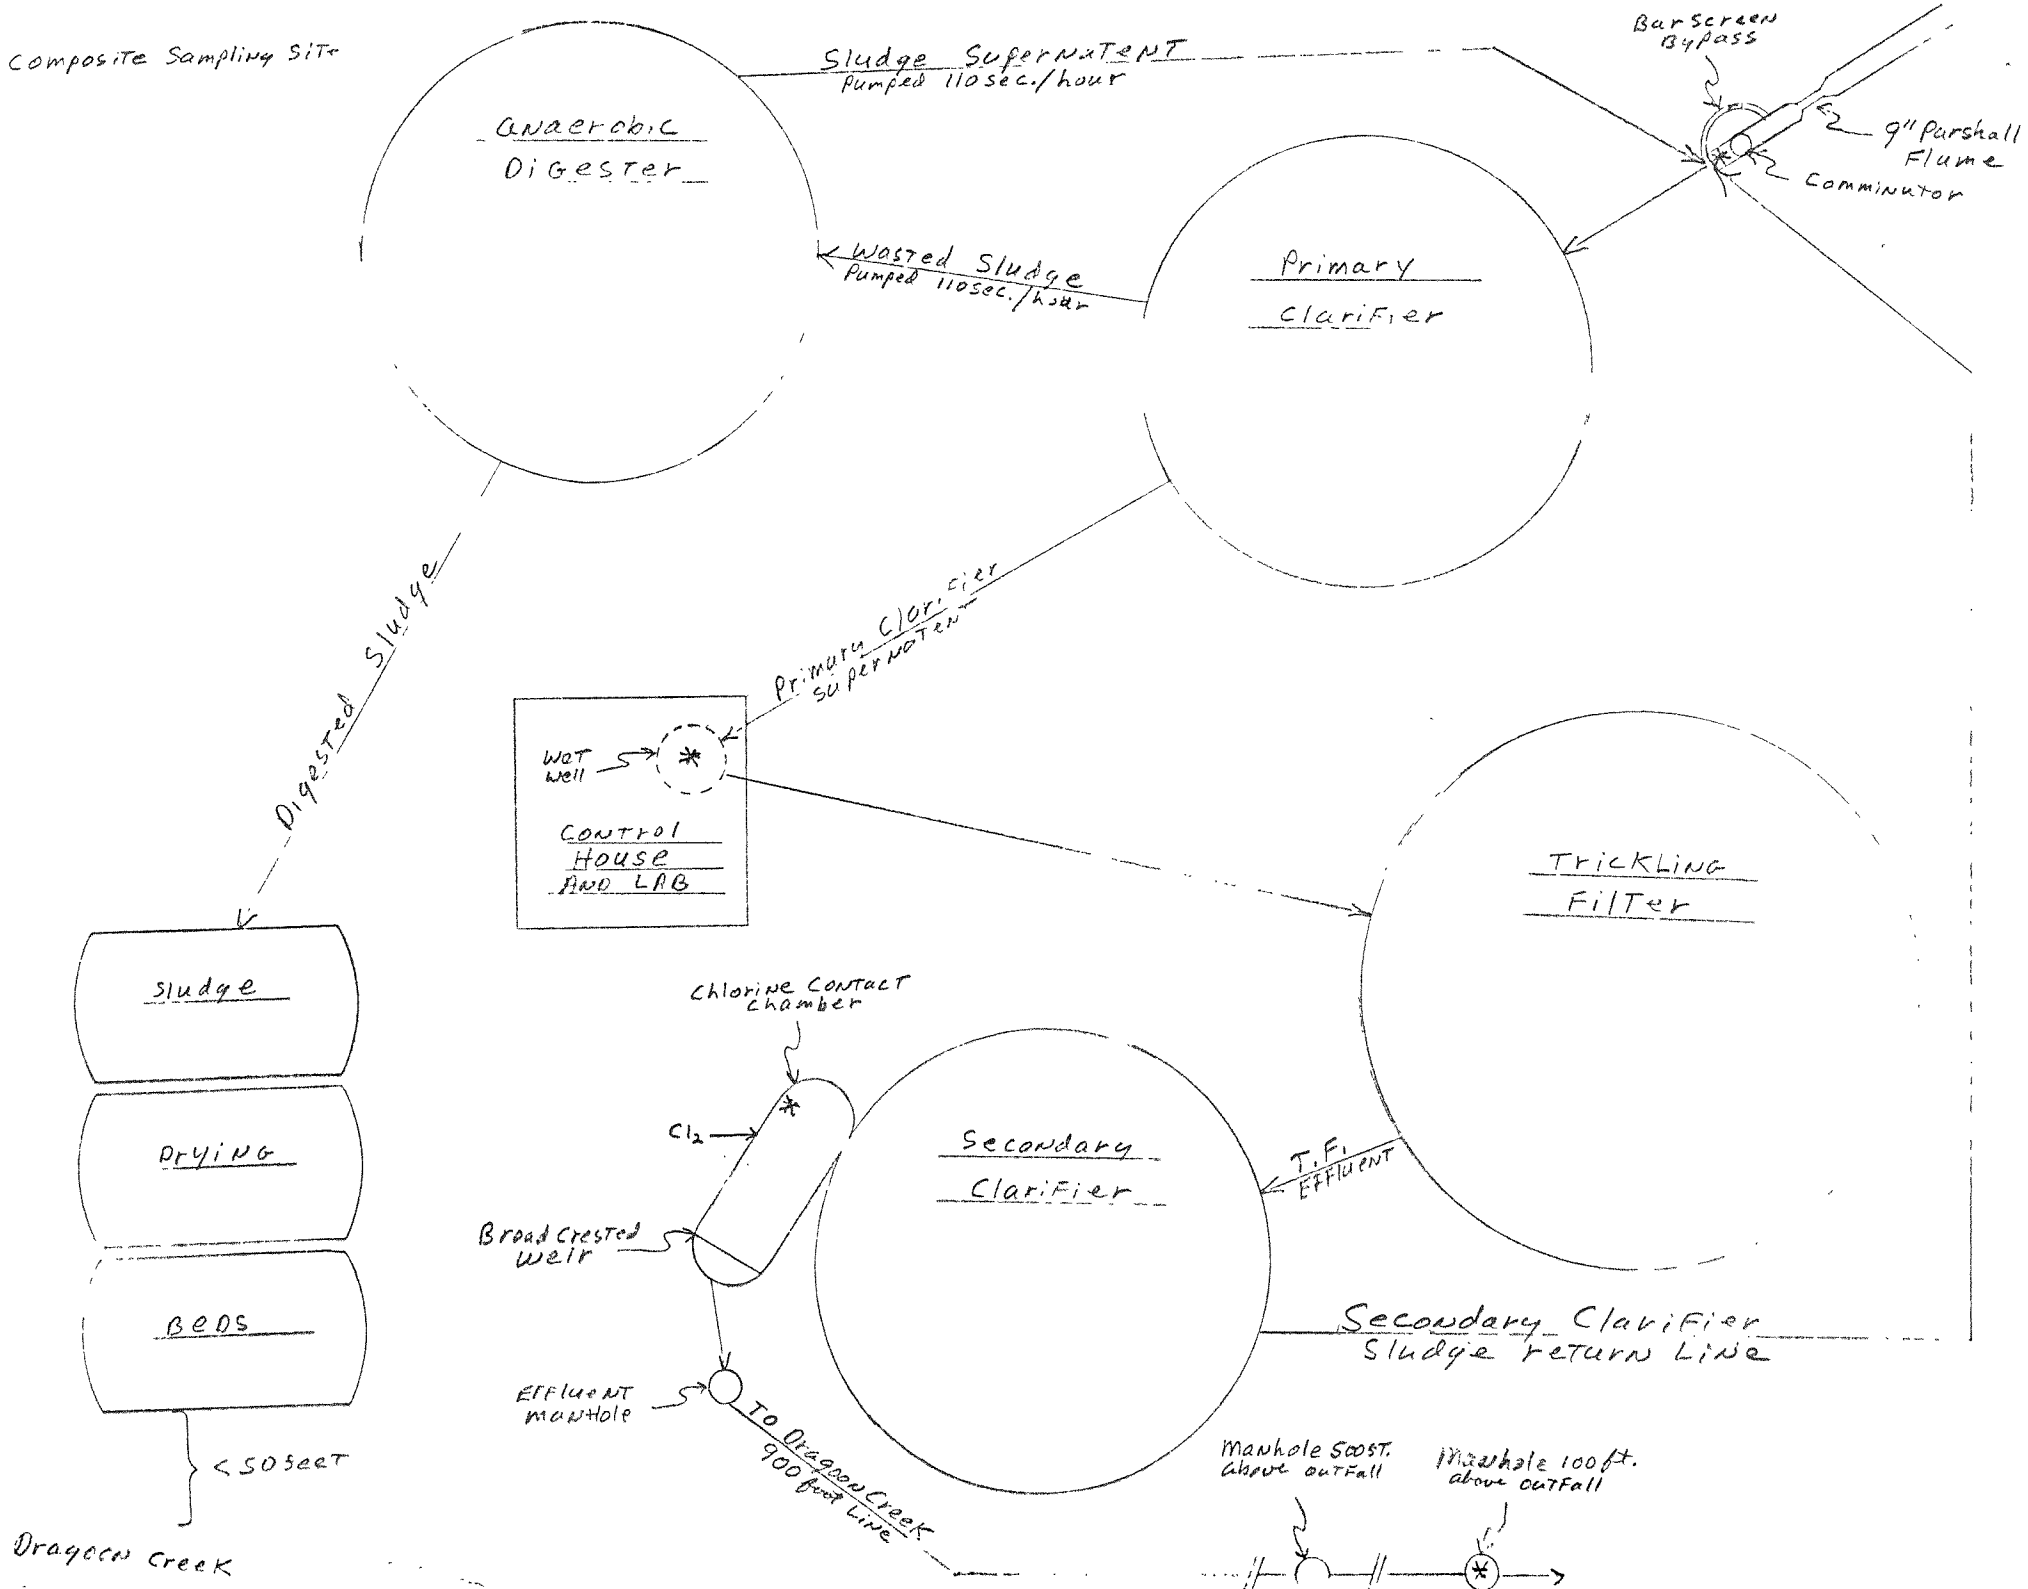 Composite Sampling Site
Sludge Supernatent
Pumped 110sec./hour
Bar Screen
Bypass
9" Parshall
Flume
Comminutor
Anaerobic
Digester
Wasted Sludge
Pumped 110sec./hour
Primary
Clarifier
Digested Sludge
Primary Clarifier
Supernatent
Wet
Well
*
Control
House
And Lab
Trickling
Filter
Sludge
Drying
Beds
Chlorine Contact
Chamber
*
Cl₂
Secondary
Clarifier
T.F.
Effluent
Broad Crested
Weir
Secondary Clarifier
Sludge return Line
Effluent
manhole
To Dragoon Creek
900 foot Line
< 50 feet
Manhole 500ft.
above outfall
Manhole 100 ft.
above outfall
*
Dragoon Creek